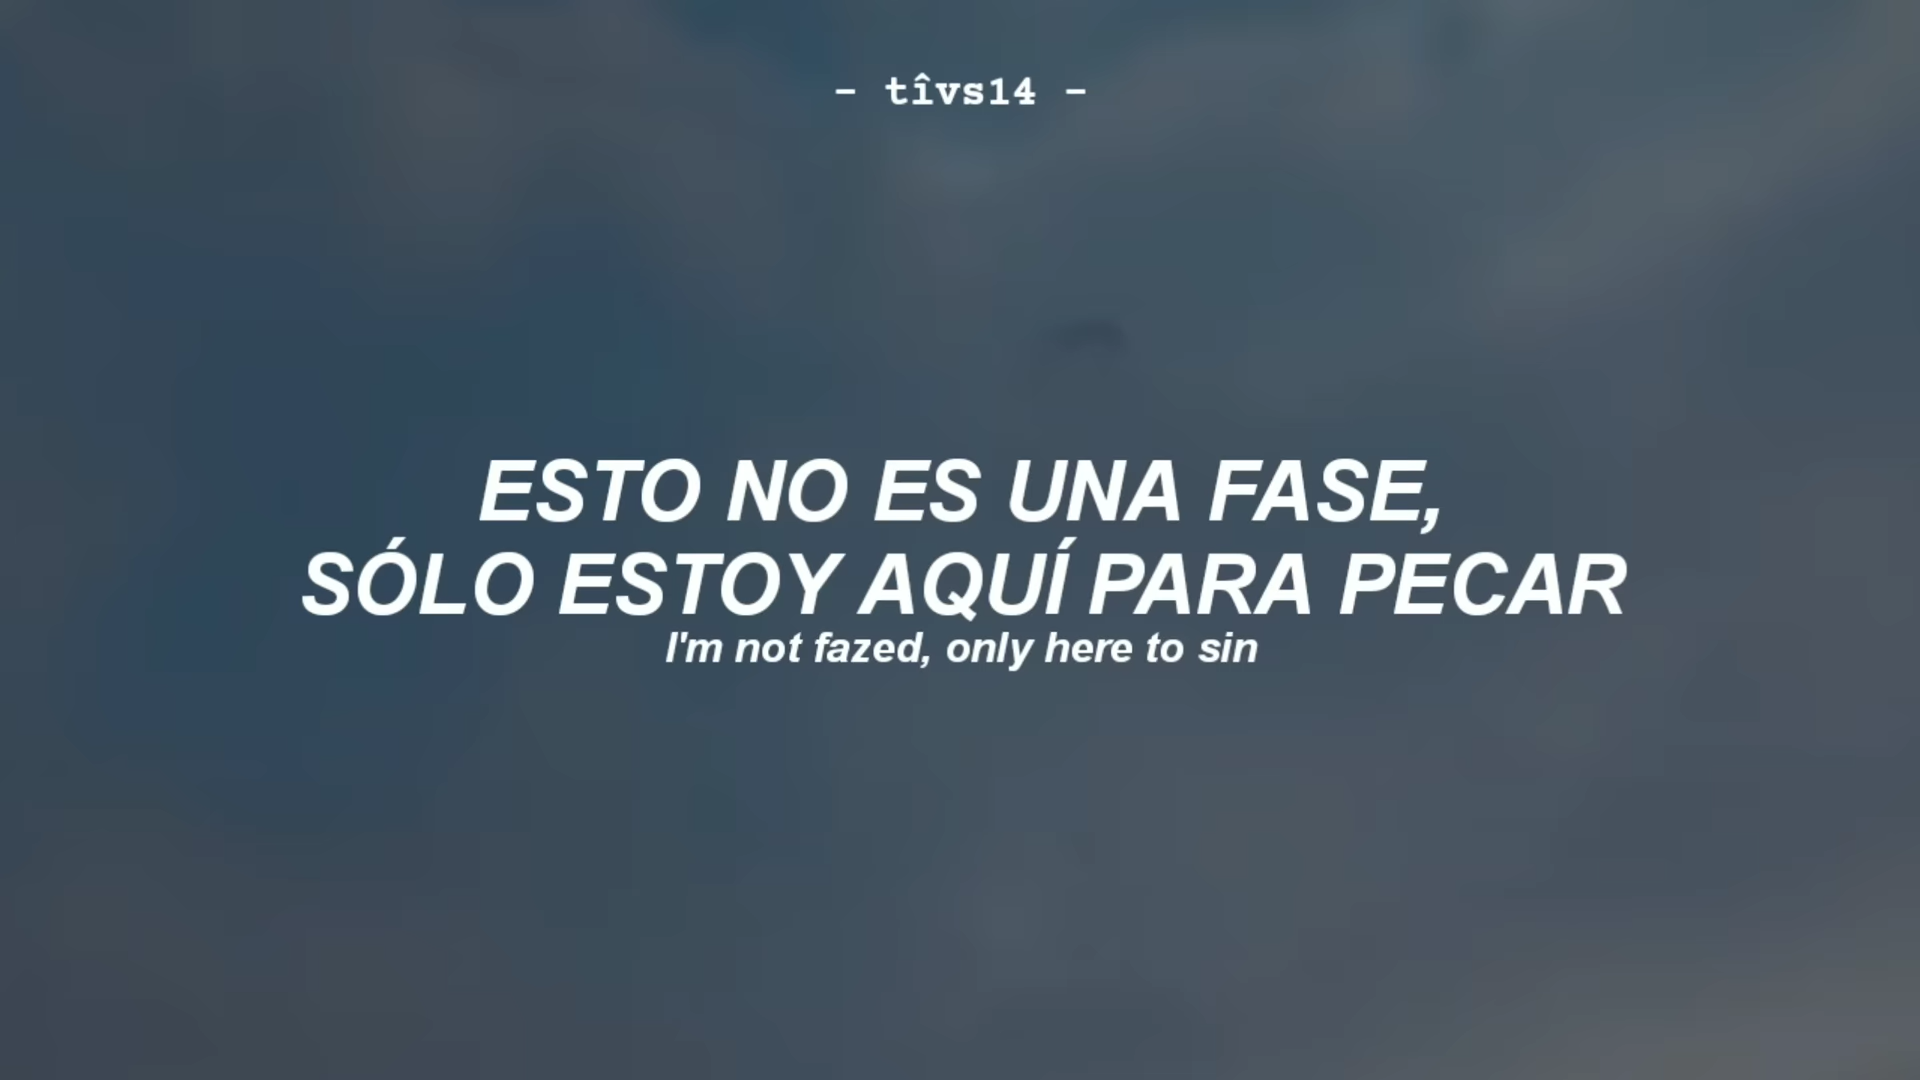 - tîvs14 -
ESTO NO ES UNA FASE,
SÓLO ESTOY AQUÍ PARA PECAR
I'm not fazed, only here to sin